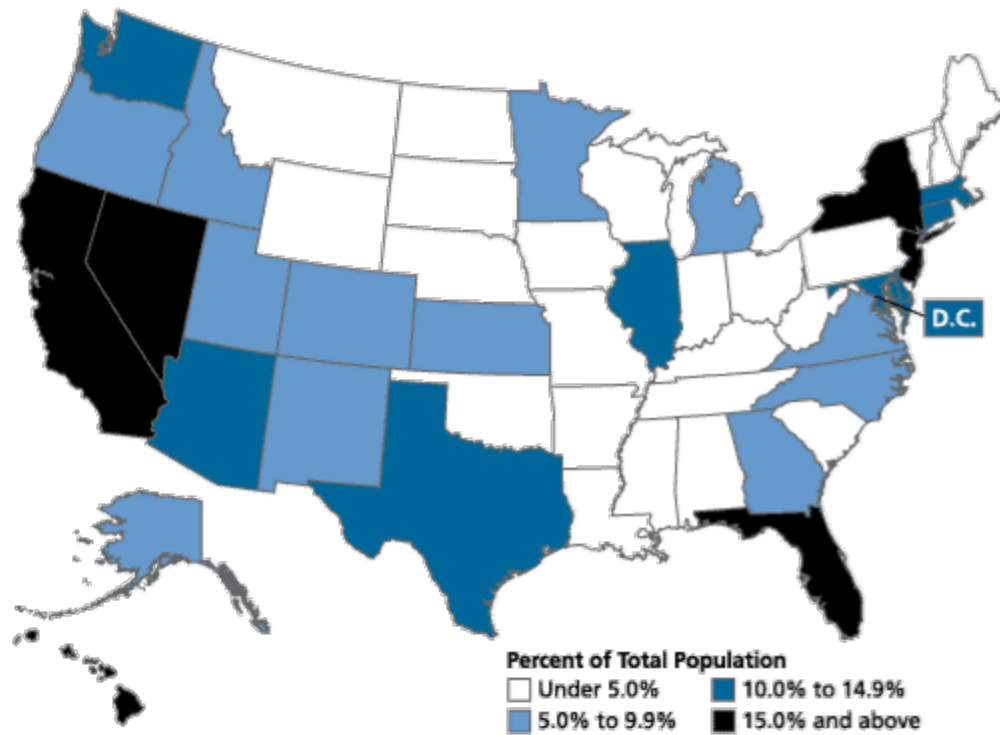 D.C.
Percent of Total Population
Under 5.0%
10.0% to 14.9%
5.0% to 9.9%
15.0% and above